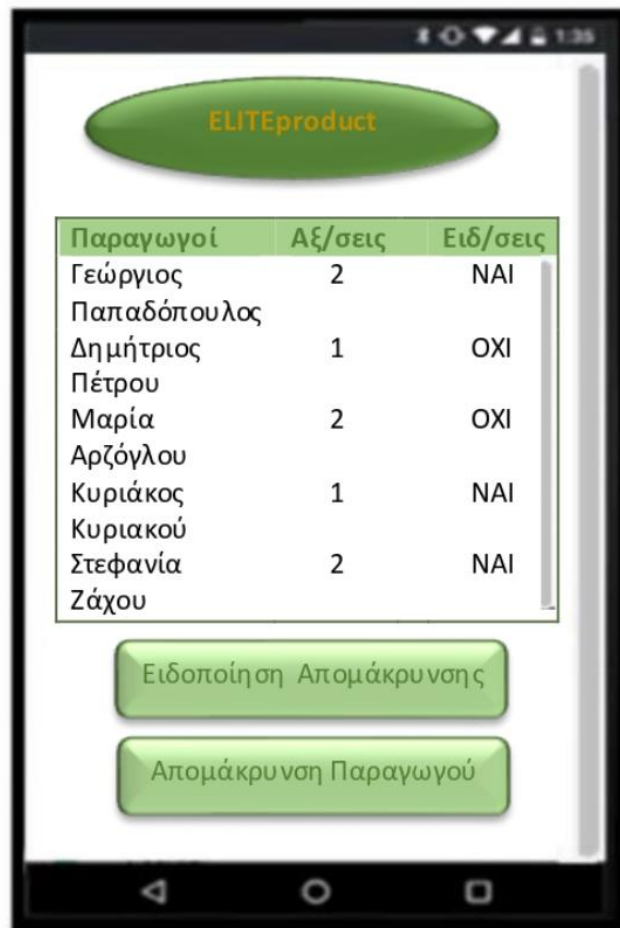 1:35
ELITEproduct
Παραγωγοί Αξ/σεις Ειδ/σεις
Γεώργιος 2 ΝΑΙ
Παπαδόπουλος
Δημήτριος 1 ΟΧΙ
Πέτρου
Μαρία 2 ΟΧΙ
Αρζόγλου
Κυριάκος 1 ΝΑΙ
Κυριακού
Στεφανία 2 ΝΑΙ
Ζάχου
Ειδοποίηση Απομάκρυνσης
Απομάκρυνση Παραγωγού